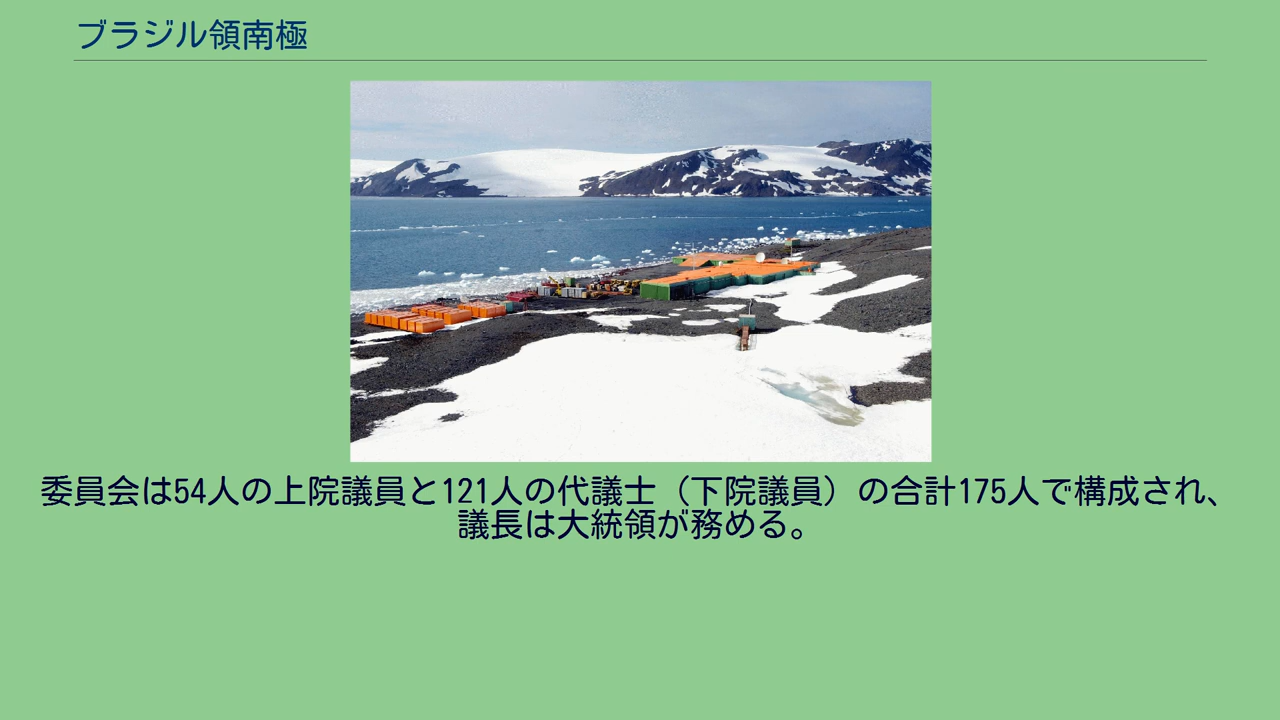 ブラジル領南極
委員会は54人の上院議員と121人の代議士（下院議員）の合計175人で構成され、
議長は大統領が務める。